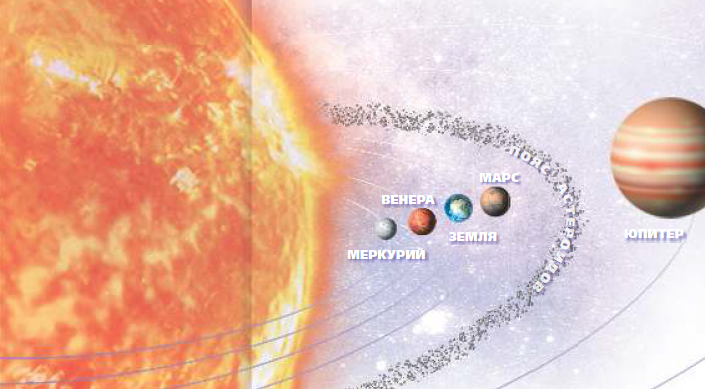 МАРС
ВЕНЕРА
ЗЕМЛЯ
МЕРКУРИЙ
ПОЯС АСТЕРОИДОВ
ЮПИТЕР